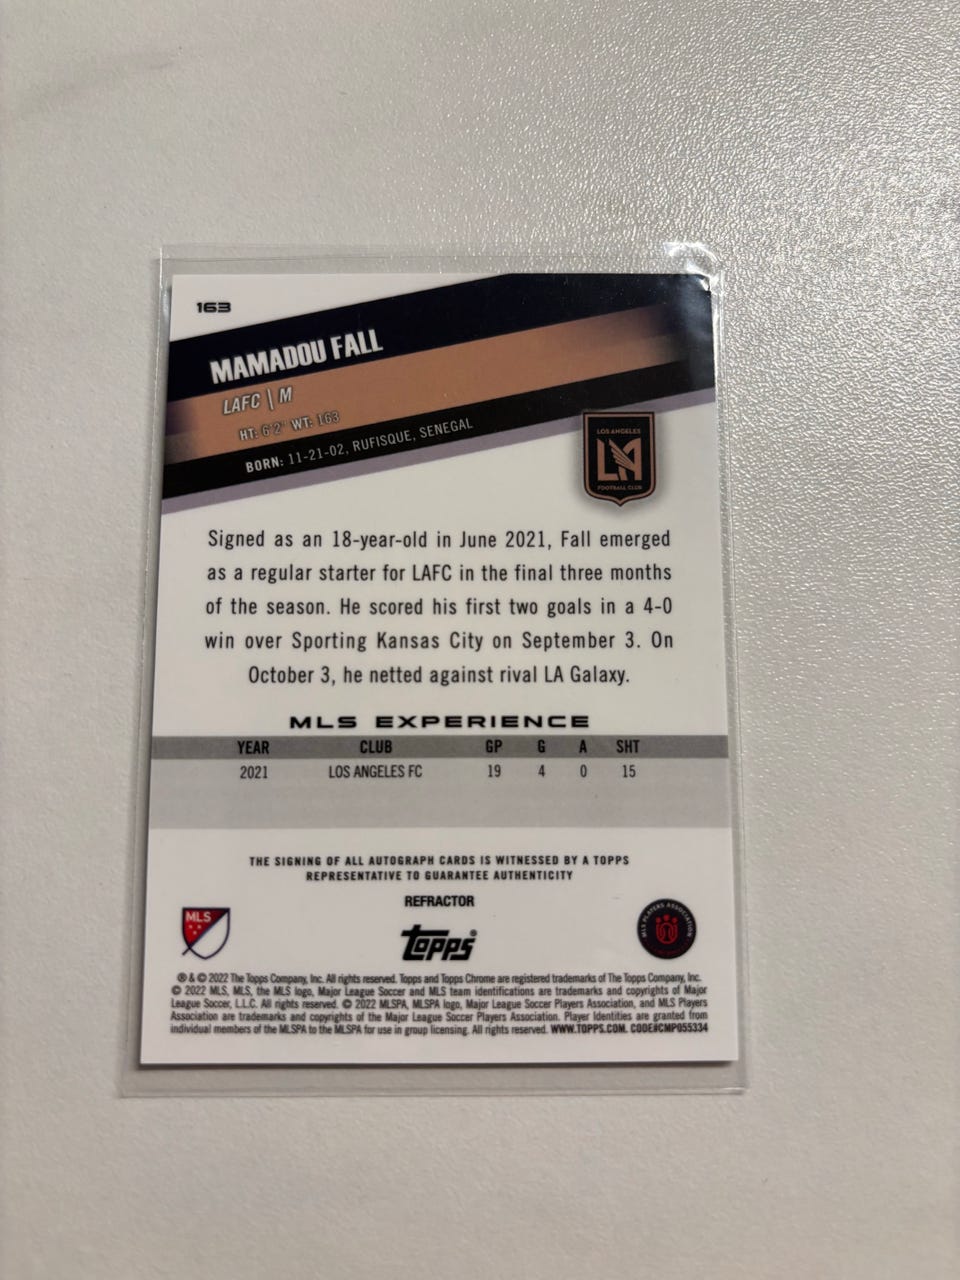 163
MAMADOU FALL
LAFC | M
HT: 6'2" WT: 163
BORN: 11-21-02, RUFISQUE, SENEGAL
LOS ANGELES
LA
FOOTBALL CLUB
Signed as an 18-year-old in June 2021, Fall emerged
as a regular starter for LAFC in the final three months
of the season. He scored his first two goals in a 4-0
win over Sporting Kansas City on September 3. On
October 3, he netted against rival LA Galaxy.
MLS EXPERIENCE
YEAR CLUB GP G A SHT
2021 LOS ANGELES FC 19 4 0 15
THE SIGNING OF ALL AUTOGRAPH CARDS IS WITNESSED BY A TOPPS
REPRESENTATIVE TO GUARANTEE AUTHENTICITY
REFRACTOR
MLS
Topps®
MLS PLAYERS ASSOCIATION
® & © 2022 The Topps Company, Inc. All rights reserved. Topps and Topps Chrome are registered trademarks of The Topps Company, Inc.
© 2022 MLS, MLS, the MLS logo, Major League Soccer and MLS team identifications are trademarks and copyrights of Major
League Soccer, L.L.C. All rights reserved. © 2022 MLSPA, MLSPA logo, Major League Soccer Players Association, and MLS Players
Association are trademarks and copyrights of the Major League Soccer Players Association. Player Identities are granted from
individual members of the MLSPA to the MLSPA for use in group licensing. All rights reserved. WWW.TOPPS.COM. CODE#CMP055334